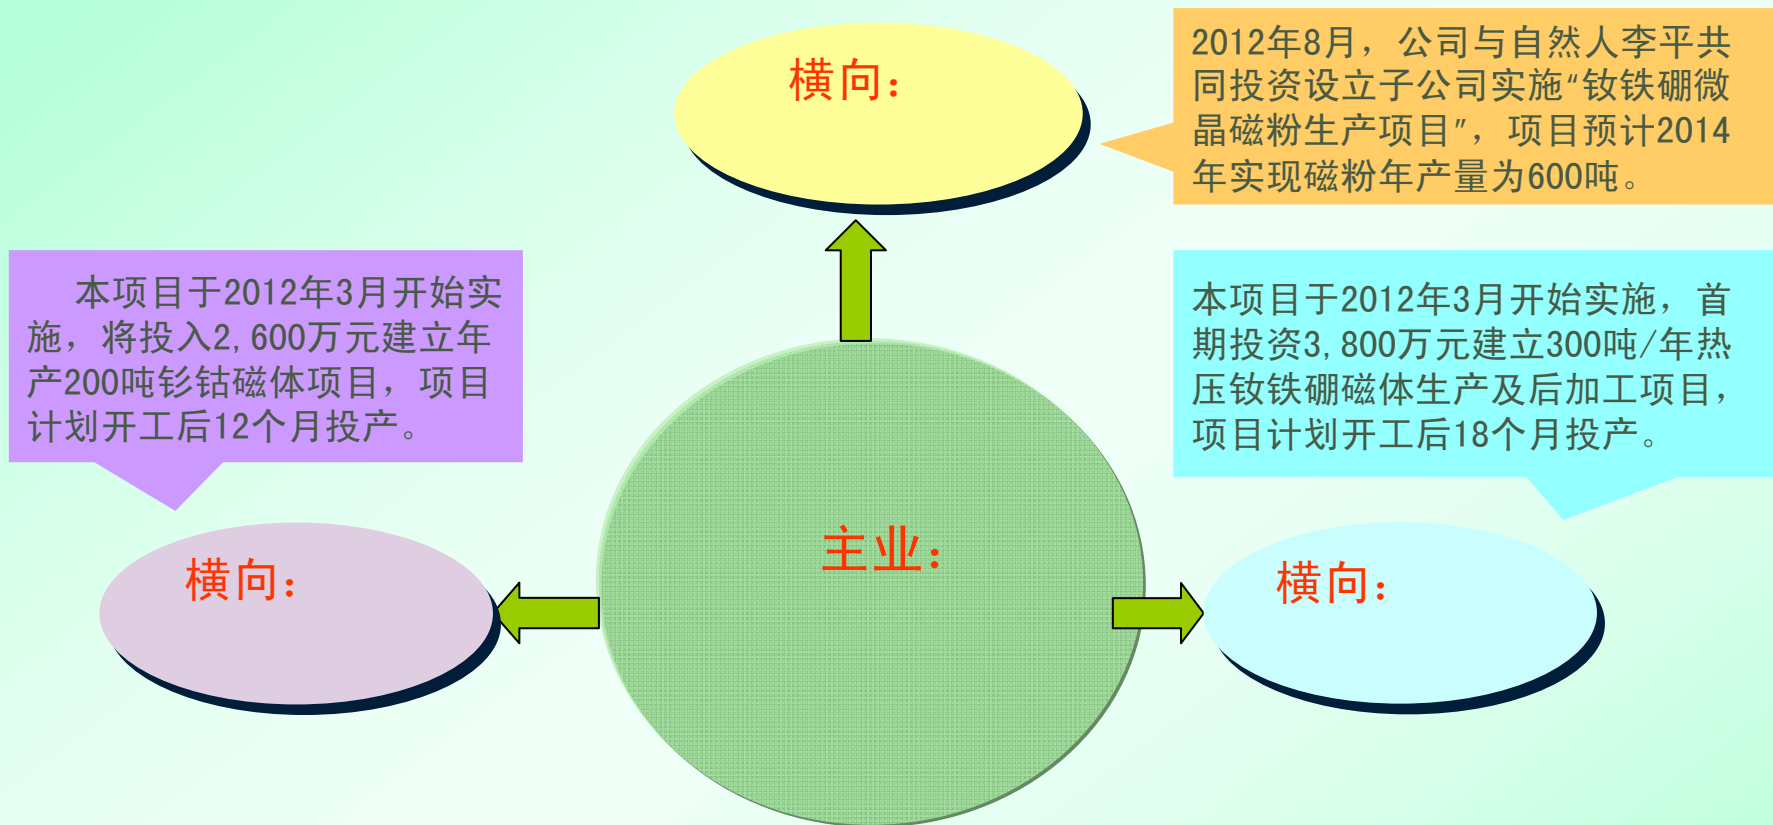 横向：
2012年8月，公司与自然人李平共
同投资设立子公司实施“钕铁硼微
晶磁粉生产项目”，项目预计2014
年实现磁粉年产量为600吨。
本项目于2012年3月开始实
施，将投入2,600万元建立年
产200吨钐钴磁体项目，项目
计划开工后12个月投产。
本项目于2012年3月开始实施，首
期投资3,800万元建立300吨/年热
压钕铁硼磁体生产及后加工项目，
项目计划开工后18个月投产。
主业：
横向：
横向：